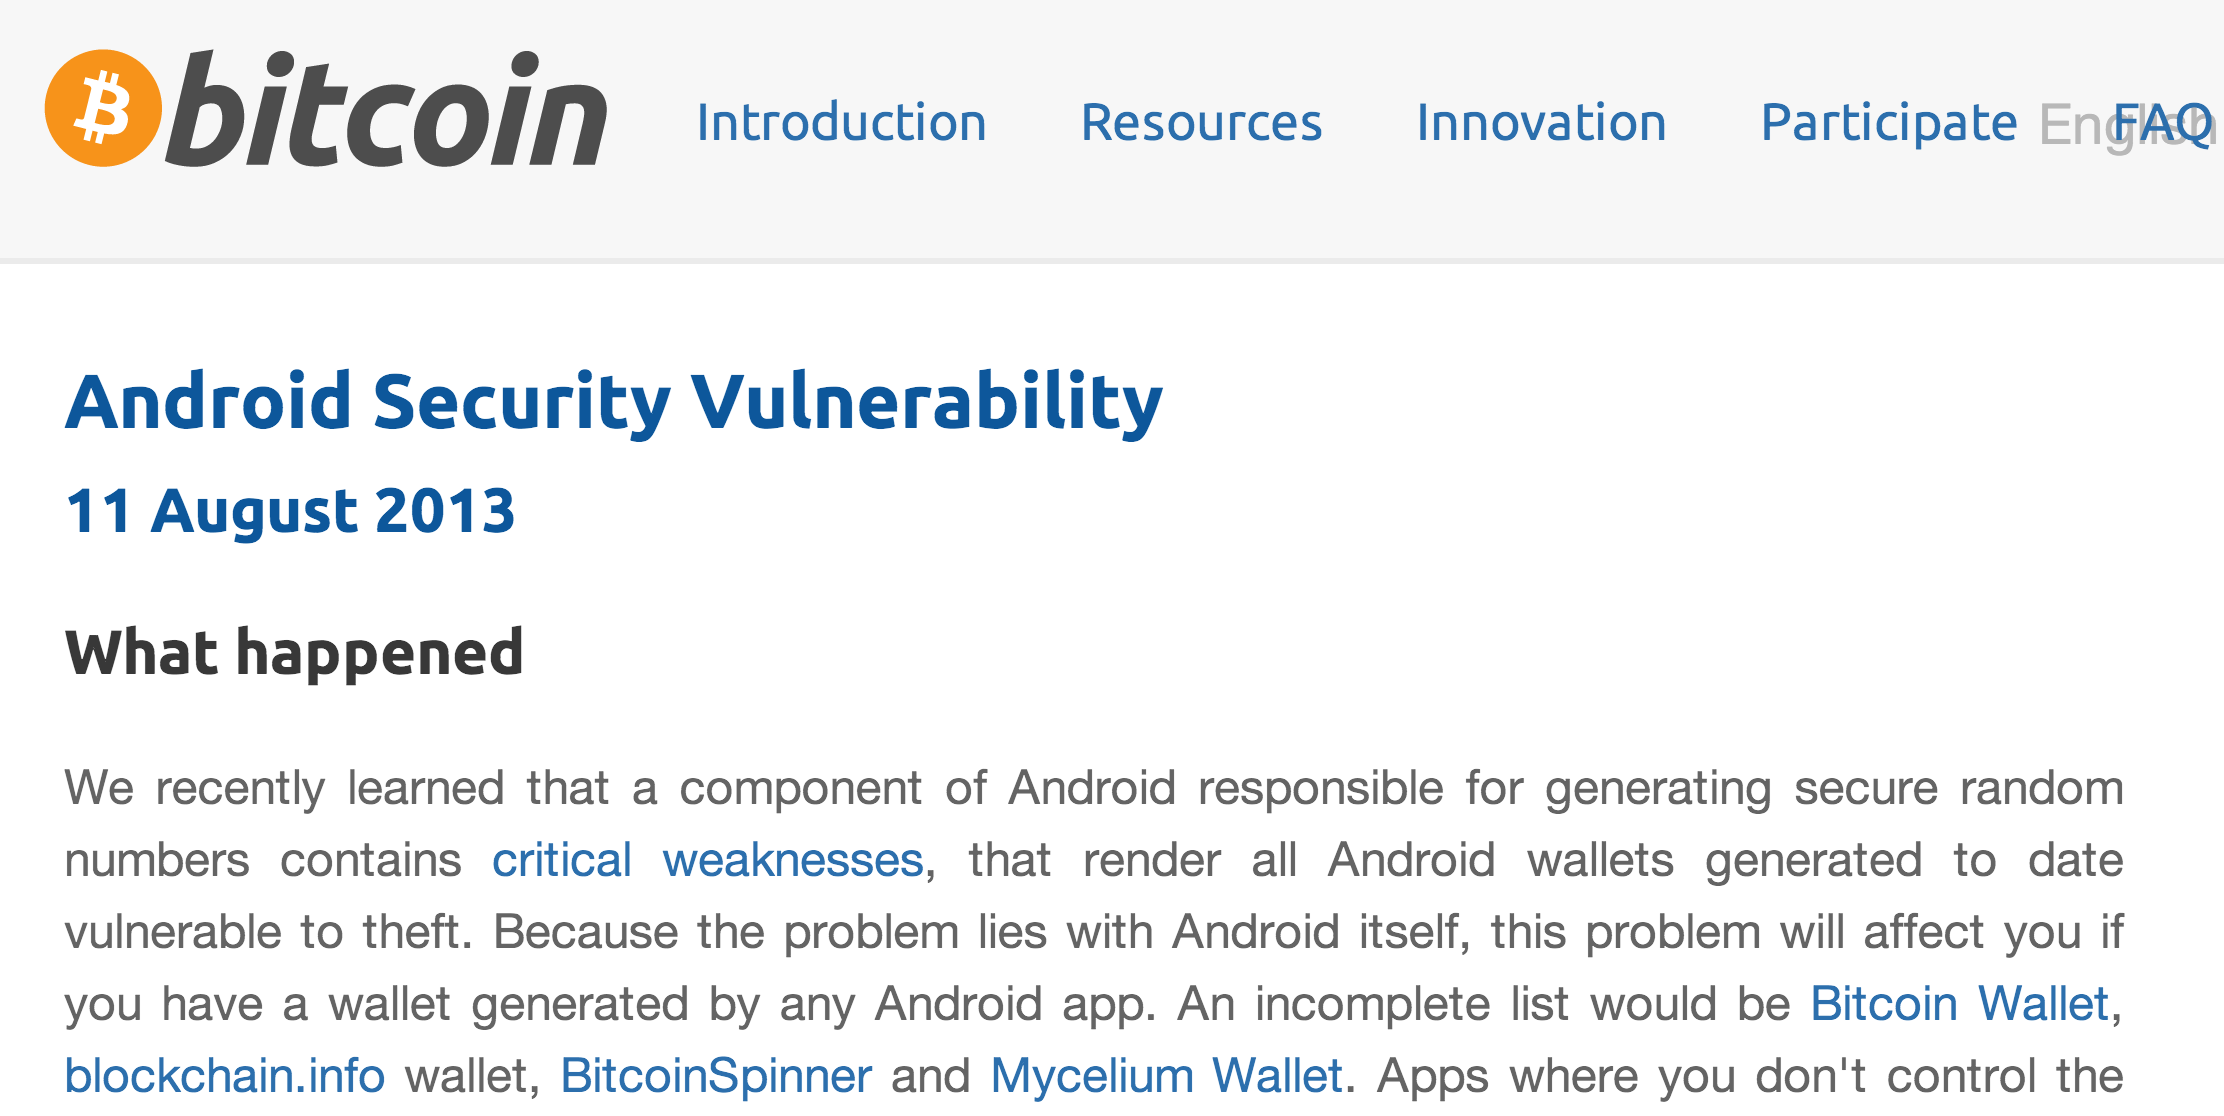 bitcoin
Introduction Resources Innovation Participate English FAQ
Android Security Vulnerability
11 August 2013
What happened
We recently learned that a component of Android responsible for generating secure random
numbers contains critical weaknesses, that render all Android wallets generated to date
vulnerable to theft. Because the problem lies with Android itself, this problem will affect you if
you have a wallet generated by any Android app. An incomplete list would be Bitcoin Wallet,
blockchain.info wallet, BitcoinSpinner and Mycelium Wallet. Apps where you don't control the